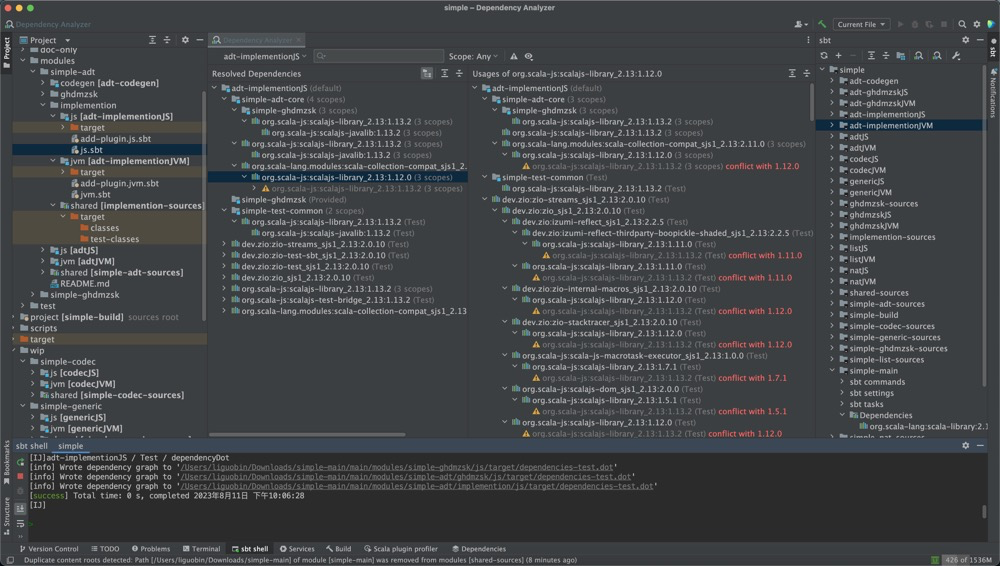 simple – Dependency Analyzer
Dependency Analyzer
Current File
Project
doc-only
modules
simple-adt
codegen [adt-codegen]
ghdmzsk
implemention
js [adt-implementionJS]
target
add-plugin.js.sbt
js.sbt
jvm [adt-implementionJVM]
target
add-plugin.jvm.sbt
jvm.sbt
shared [implemention-sources]
target
classes
test-classes
js [adtJS]
jvm [adtJVM]
shared [simple-adt-sources]
README.md
simple-ghdmzsk
test
project [simple-build] sources root
scripts
target
wip
simple-codec
js [codecJS]
jvm [codecJVM]
shared [simple-codec-sources]
simple-generic
js [genericJS]
jvm [genericJVM]
Project
Bookmarks
Structure
Dependency Analyzer
adt-implementionJS
Scope: Any
Resolved Dependencies
adt-implementionJS (default)
simple-adt-core (4 scopes)
simple-ghdmzsk (3 scopes)
org.scala-js:scalajs-library_2.13:1.13.2 (3 scopes)
org.scala-js:scalajs-javalib:1.13.2 (3 scopes)
org.scala-js:scalajs-library_2.13:1.13.2 (3 scopes)
org.scala-js:scalajs-javalib:1.13.2 (3 scopes)
org.scala-lang.modules:scala-collection-compat_sjs1_2.
org.scala-js:scalajs-library_2.13:1.12.0 (3 scopes)
org.scala-js:scalajs-library_2.13:1.13.2 (3 scopes)
simple-ghdmzsk (Provided)
simple-test-common (2 scopes)
org.scala-js:scalajs-library_2.13:1.13.2 (Test)
org.scala-js:scalajs-javalib:1.13.2 (Test)
dev.zio:zio-streams_sjs1_2.13:2.0.10 (Test)
dev.zio:zio-test-sbt_sjs1_2.13:2.0.10 (Test)
dev.zio:zio-test_sjs1_2.13:2.0.10 (Test)
dev.zio:zio_sjs1_2.13:2.0.10 (Test)
org.scala-js:scalajs-library_2.13:1.13.2 (3 scopes)
org.scala-js:scalajs-test-bridge_2.13:1.13.2 (Test)
org.scala-lang.modules:scala-collection-compat_sjs1_2.13
Usages of org.scala-js:scalajs-library_2.13:1.12.0
adt-implementionJS (default)
simple-adt-core (3 scopes)
simple-ghdmzsk (3 scopes)
org.scala-js:scalajs-library_2.13:1.13.2 (3 scopes)
org.scala-js:scalajs-library_2.13:1.13.2 (3 scopes)
org.scala-lang.modules:scala-collection-compat_sjs1_2.13:2.11.0 (3 scopes)
org.scala-js:scalajs-library_2.13:1.12.0 (3 scopes)
org.scala-js:scalajs-library_2.13:1.13.2 (3 scopes) conflict with 1.12.0
simple-test-common (Test)
org.scala-js:scalajs-library_2.13:1.13.2 (Test)
dev.zio:zio-streams_sjs1_2.13:2.0.10 (Test)
dev.zio:zio_sjs1_2.13:2.0.10 (Test)
dev.zio:izumi-reflect_sjs1_2.13:2.2.5 (Test)
dev.zio:izumi-reflect-thirdparty-boopickle-shaded_sjs1_2.13:2.2.5 (Test)
org.scala-js:scalajs-library_2.13:1.11.0 (Test)
org.scala-js:scalajs-library_2.13:1.13.2 (Test) conflict with 1.11.0
org.scala-js:scalajs-library_2.13:1.11.0 (Test)
org.scala-js:scalajs-library_2.13:1.13.2 (Test) conflict with 1.11.0
dev.zio:zio-internal-macros_sjs1_2.13:2.0.10 (Test)
org.scala-js:scalajs-library_2.13:1.12.0 (Test)
org.scala-js:scalajs-library_2.13:1.13.2 (Test) conflict with 1.12.0
dev.zio:zio-stacktracer_sjs1_2.13:2.0.10 (Test)
org.scala-js:scalajs-library_2.13:1.12.0 (Test)
org.scala-js:scalajs-library_2.13:1.13.2 (Test) conflict with 1.12.0
org.scala-js:scala-js-macrotask-executor_sjs1_2.13:1.0.0 (Test)
org.scala-js:scalajs-library_2.13:1.7.1 (Test)
org.scala-js:scalajs-library_2.13:1.13.2 (Test) conflict with 1.7.1
org.scala-js:scalajs-dom_sjs1_2.13:2.0.0 (Test)
org.scala-js:scalajs-library_2.13:1.5.1 (Test)
org.scala-js:scalajs-library_2.13:1.13.2 (Test) conflict with 1.5.1
org.scala-js:scalajs-library_2.13:1.12.0 (Test)
org.scala-js:scalajs-library_2.13:1.13.2 (Test) conflict with 1.12.0
sbt
simple
adt-codegen
adt-ghdmzskJS
adt-ghdmzskJVM
adt-implementionJS
adt-implementionJVM
adtJS
adtJVM
codecJS
codecJVM
genericJS
genericJVM
ghdmzsk-sources
ghdmzskJS
ghdmzskJVM
implemention-sources
listJS
listJVM
natJS
natJVM
shared-sources
simple-adt-sources
simple-build
simple-codec-sources
simple-generic-sources
simple-ghdmzsk-sources
simple-list-sources
simple-main
sbt commands
sbt settings
sbt tasks
Dependencies
org.scala-lang:scala-library:2.1
simple-nat-sources
sbt
Notifications
sbt shell
simple
[IJ]adt-implementionJS / Test / dependencyDot
[info] Wrote dependency graph to '/Users/liguobin/Downloads/simple-main/main/modules/simple-ghdmzsk/js/target/dependencies-test.dot'
[info] Wrote dependency graph to '/Users/liguobin/Downloads/simple-main/main/modules/simple-adt/ghdmzsk/js/target/dependencies-test.dot'
[info] Wrote dependency graph to '/Users/liguobin/Downloads/simple-main/main/modules/simple-adt/implemention/js/target/dependencies-test.dot'
[success] Total time: 0 s, completed 2023年8月11日 下午10:06:28
[IJ]
>
Version Control
TODO
Problems
Terminal
sbt shell
Services
Build
Scala plugin profiler
Dependencies
Duplicate content roots detected: Path [/Users/liguobin/Downloads/simple-main] of module [simple-main] was removed from modules [shared-sources] (8 minutes ago)
426 of 1536M